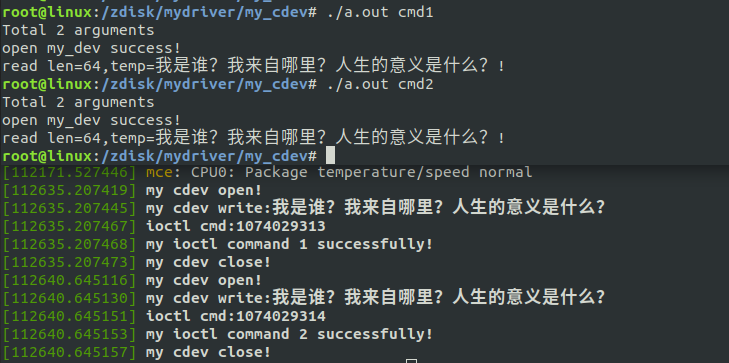 root@linux:/zdisk/mydriver/my_cdev# ./a.out cmd1
Total 2 arguments
open my_dev success!
read len=64,temp=我是谁？我来自哪里？人生的意义是什么？!
root@linux:/zdisk/mydriver/my_cdev# ./a.out cmd2
Total 2 arguments
open my_dev success!
read len=64,temp=我是谁？我来自哪里？人生的意义是什么？!
root@linux:/zdisk/mydriver/my_cdev#
[112171.527446] mce: CPU0: Package temperature/speed normal
[112635.207419] my cdev open!
[112635.207445] my cdev write:我是谁？我来自哪里？人生的意义是什么？
[112635.207467] ioctl cmd:1074029313
[112635.207468] my ioctl command 1 successfully!
[112635.207473] my cdev close!
[112640.645116] my cdev open!
[112640.645130] my cdev write:我是谁？我来自哪里？人生的意义是什么？
[112640.645151] ioctl cmd:1074029314
[112640.645153] my ioctl command 2 successfully!
[112640.645157] my cdev close!